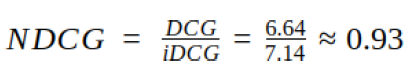 NDCG = DCG/iDCG = 6.64/7.14 ≈ 0.93